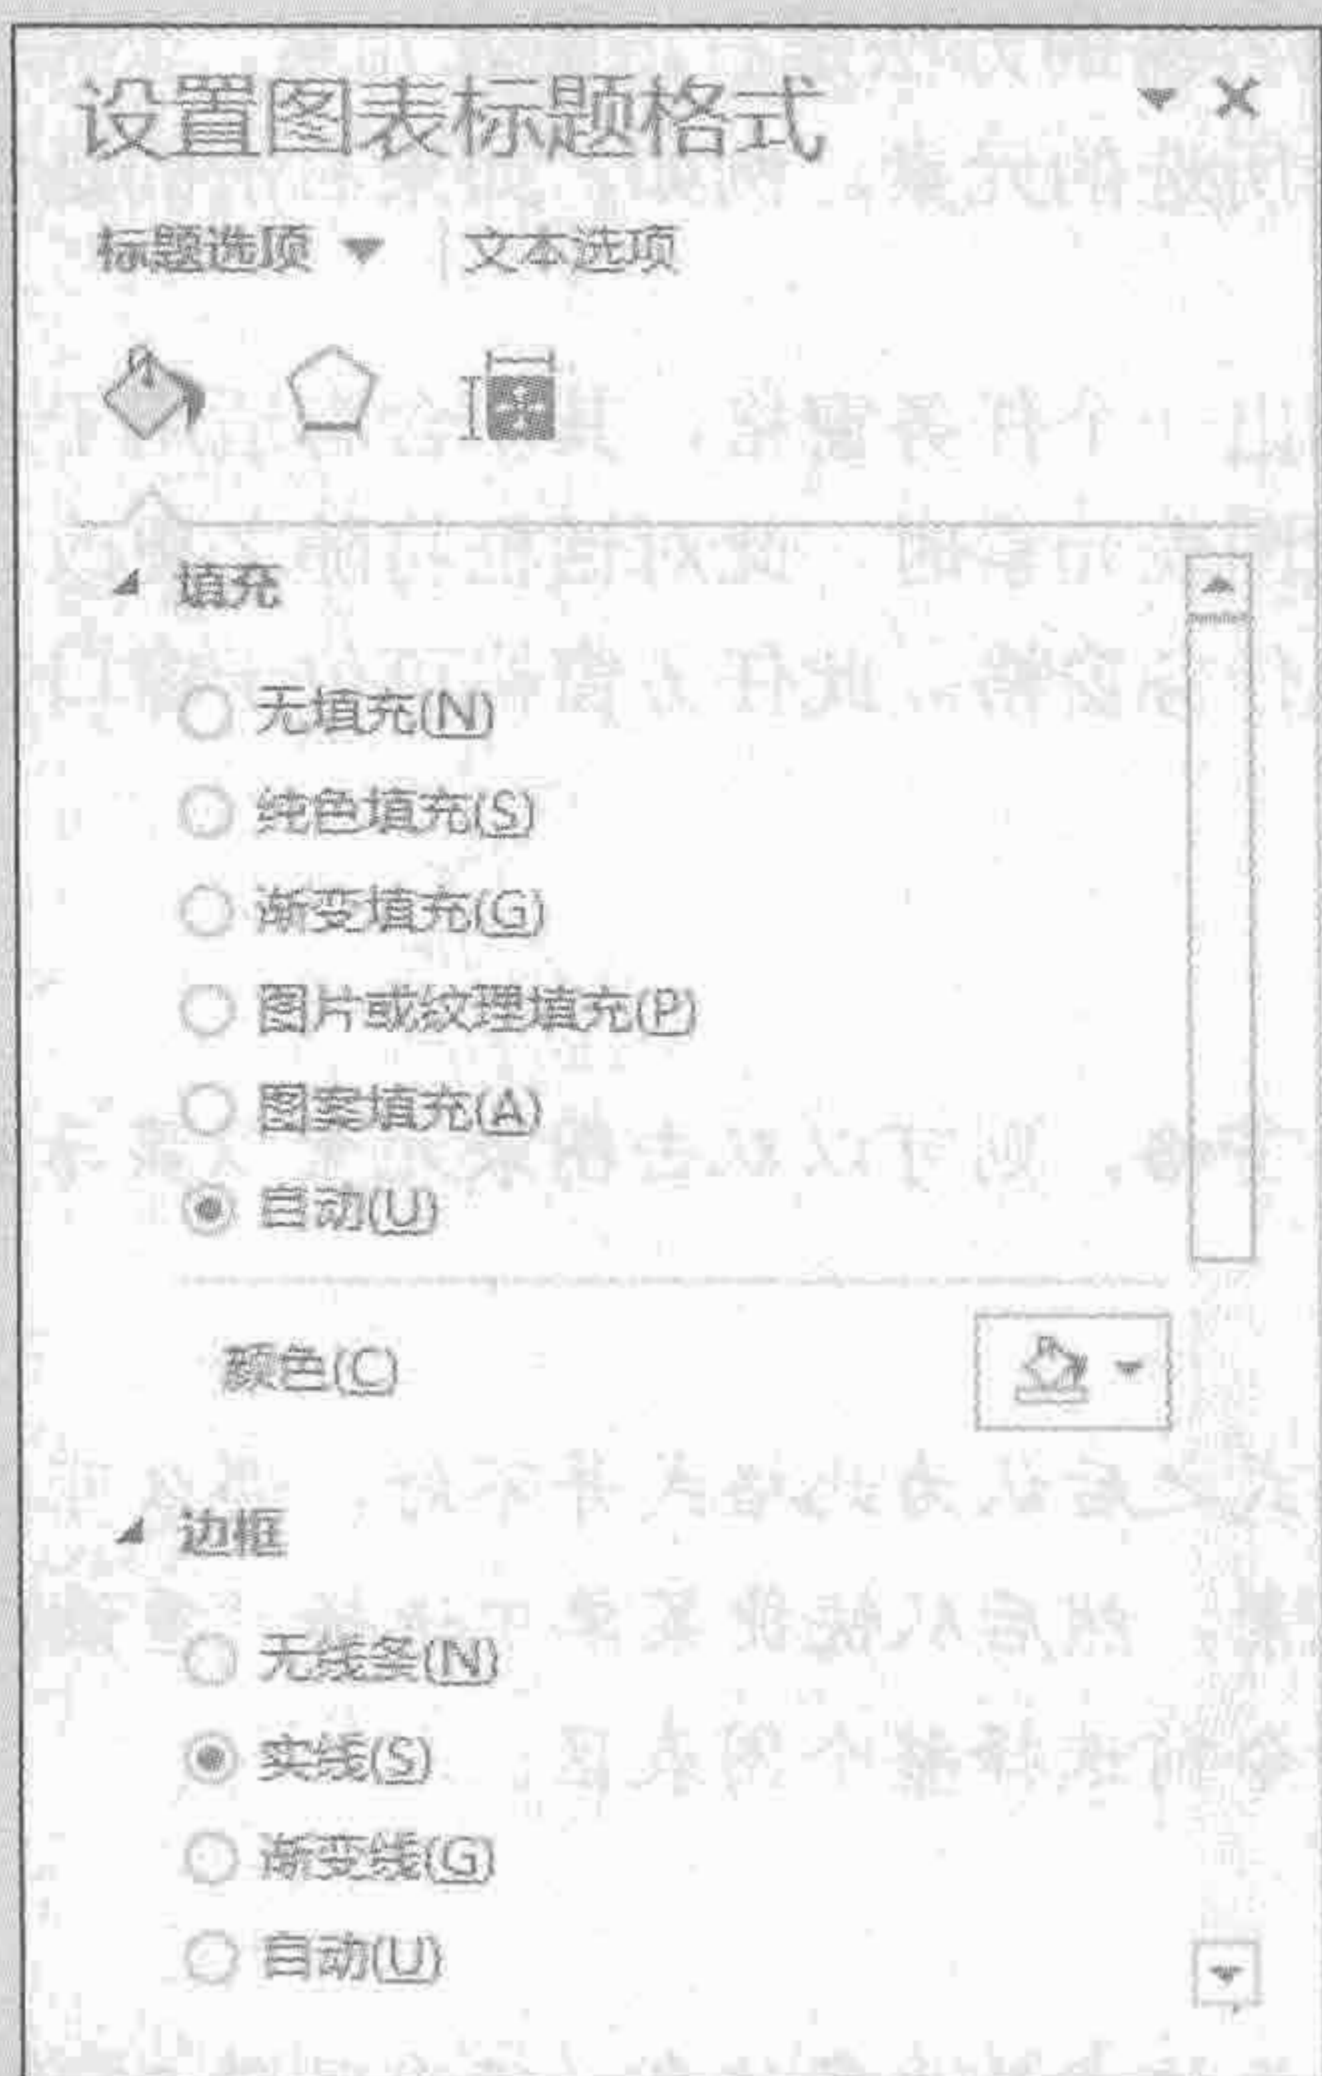 设置图表标题格式
标题选项 文本选项
填充
无填充(N)
纯色填充(S)
渐变填充(G)
图片或纹理填充(P)
图案填充(A)
自动(U)
颜色(C)
边框
无线条(N)
实线(S)
渐变线(G)
自动(U)